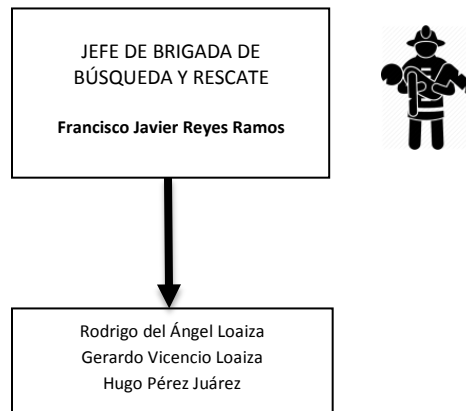 JEFE DE BRIGADA DE
BÚSQUEDA Y RESCATE
Francisco Javier Reyes Ramos
Rodrigo del Ángel Loaiza
Gerardo Vicencio Loaiza
Hugo Pérez Juárez